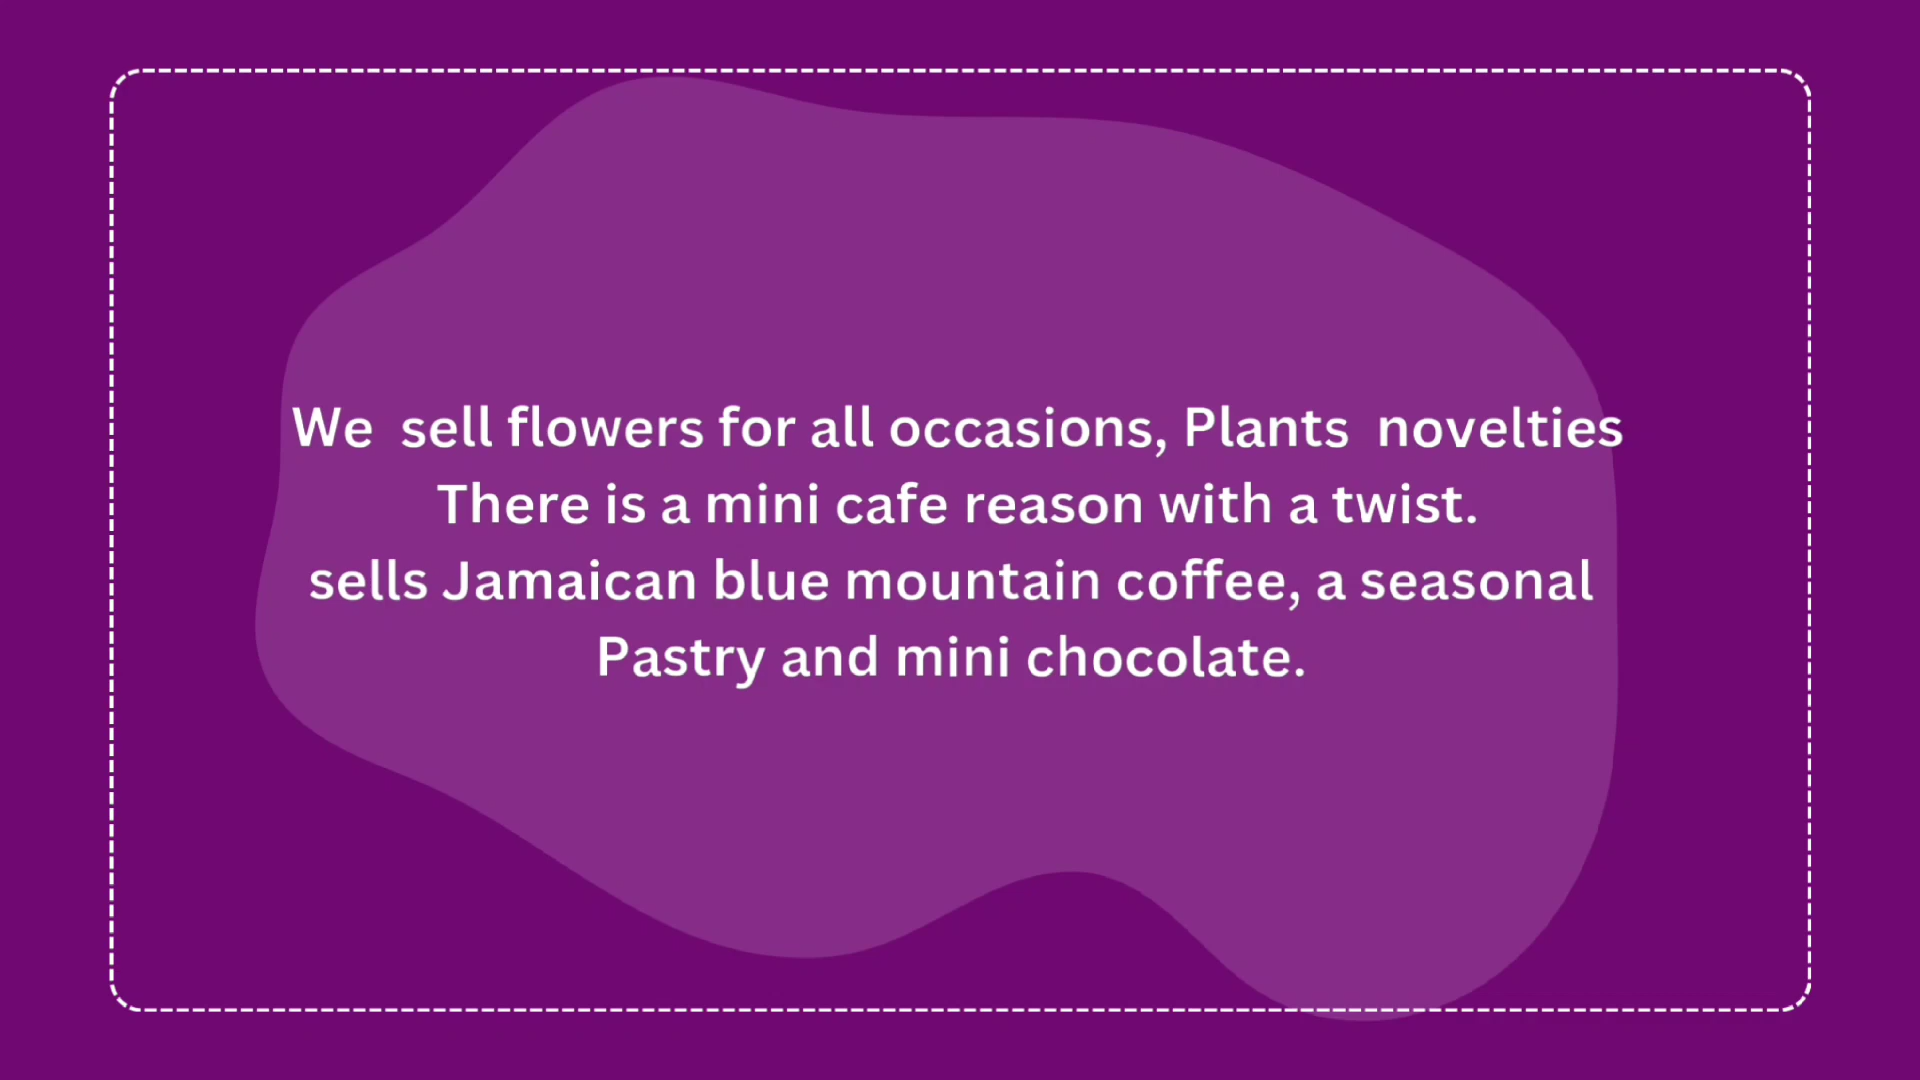 We  sell flowers for all occasions, Plants  novelties
There is a mini cafe reason with a twist.
sells Jamaican blue mountain coffee, a seasonal
Pastry and mini chocolate.